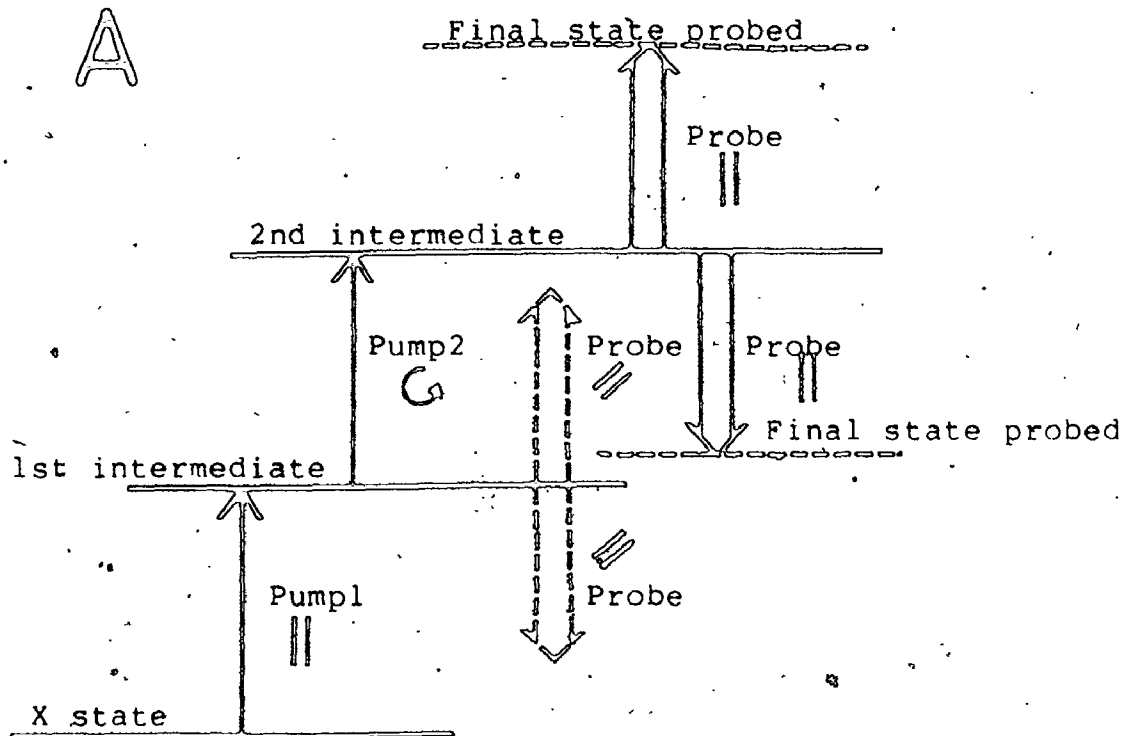 A
Final state probed
Probe
2nd intermediate
Pump2
Probe
Probe
Final state probed
1st intermediate
Pump1
Probe
X state